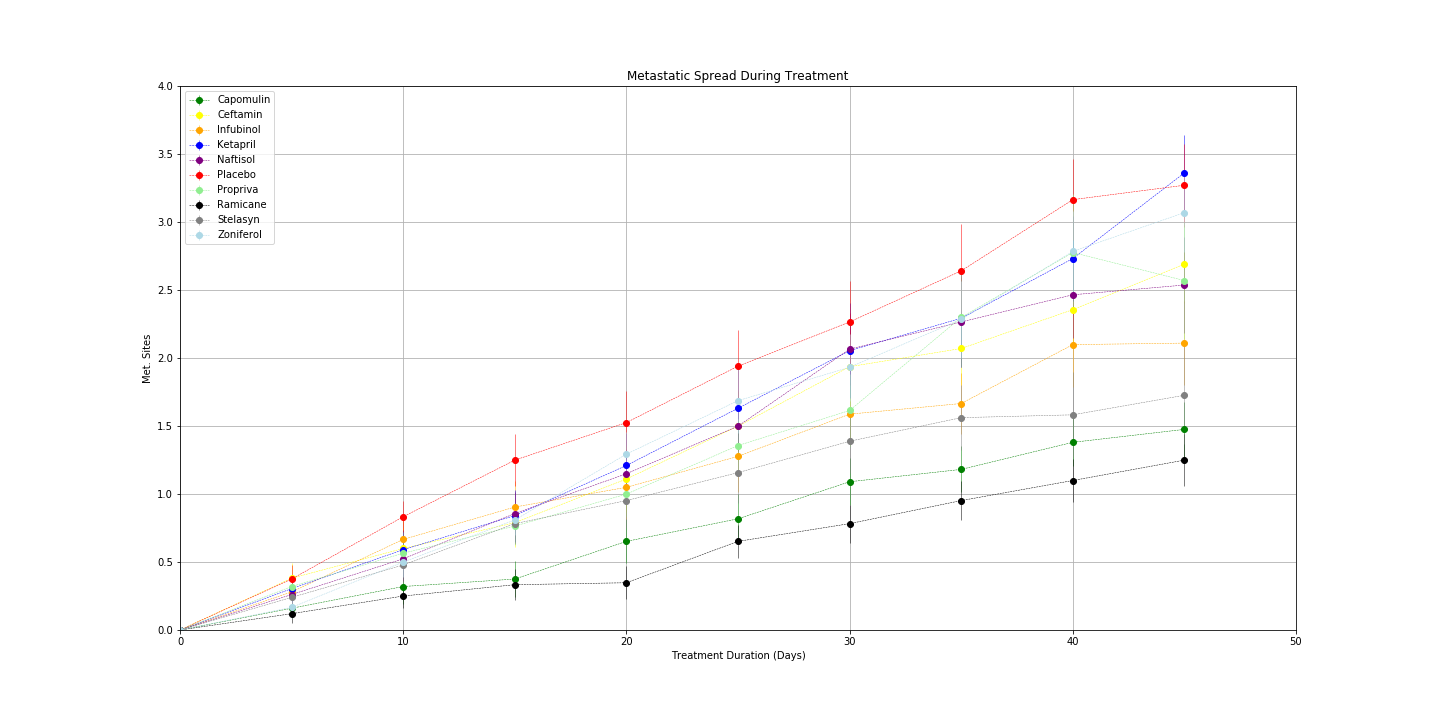 Metastatic Spread During Treatment
4.0
3.5
3.0
2.5
2.0
1.5
1.0
0.5
0.0
Met. Sites
Capomulin
Ceftamin
Infubinol
Ketapril
Naftisol
Placebo
Propriva
Ramicane
Stelasyn
Zoniferol
0
10
20
30
40
50
Treatment Duration (Days)